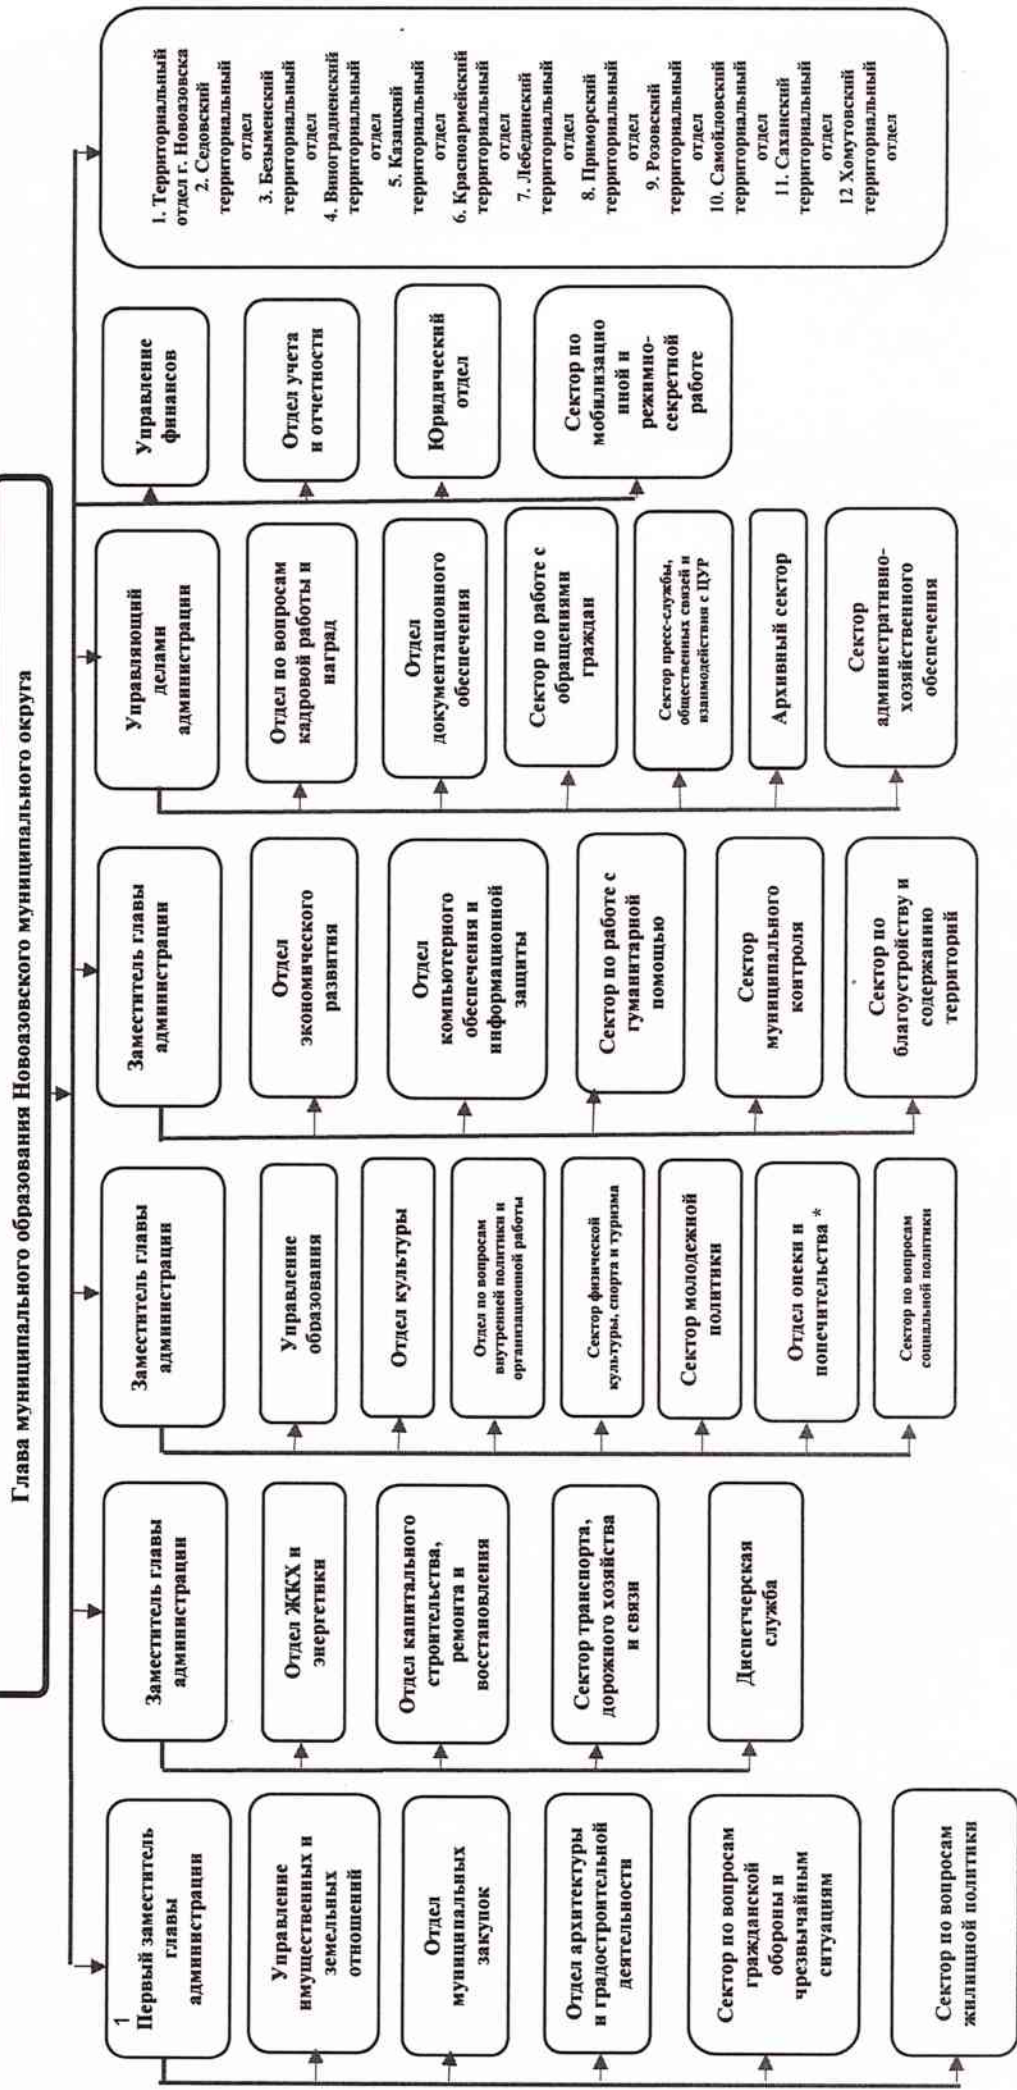 Глава муниципального образования Новоазовского муниципального округа
1
Первый заместитель
главы
администрации
Управление
имущественных и
земельных
отношений
Отдел
муниципальных
закупок
Отдел архитектуры
и градостроительной
деятельности
Сектор по вопросам
гражданской
обороны и
чрезвычайным
ситуациям
Сектор по вопросам
жилищной политики
Заместитель главы
администрации
Отдел ЖКХ и
энергетики
Отдел капитального
строительства,
ремонта и
восстановления
Сектор транспорта,
дорожного хозяйства
и связи
Диспетчерская
служба
Заместитель главы
администрации
Управление
образования
Отдел культуры
Отдел по вопросам
внутренней политики и
организационной работы
Сектор физической
культуры, спорта и туризма
Сектор молодежной
политики
Отдел опеки и
попечительства *
Сектор по вопросам
социальной политики
Заместитель главы
администрации
Отдел
экономического
развития
Отдел
компьютерного
обеспечения и
информационной
защиты
Сектор по работе с
гуманитарной
помощью
Сектор
муниципального
контроля
Сектор по
благоустройству и
содержанию
территорий
Управляющий
делами
администрации
Отдел по вопросам
кадровой работы и
наград
Отдел
документационного
обеспечения
Сектор по работе с
обращениями
граждан
Сектор пресс-службы,
общественных связей и
взаимодействия с ЦУР
Архивный сектор
Сектор
административно-
хозяйственного
обеспечения
Управление
финансов
Отдел учета
и отчетности
Юридический
отдел
Сектор по
мобилизацио
нной и
режимно-
секретной
работе
1. Территориальный
отдел г. Новоазовска
2. Седовский
территориальный
отдел
3. Безыменский
территориальный
отдел
4. Виноградненский
территориальный
отдел
5. Казацкий
территориальный
отдел
6. Красноармейский
территориальный
отдел
7. Лебединский
территориальный
отдел
8. Приморский
территориальный
отдел
9. Розовский
территориальный
отдел
10. Самойловский
территориальный
отдел
11. Саханский
территориальный
отдел
12 Хомутовский
территориальный
отдел